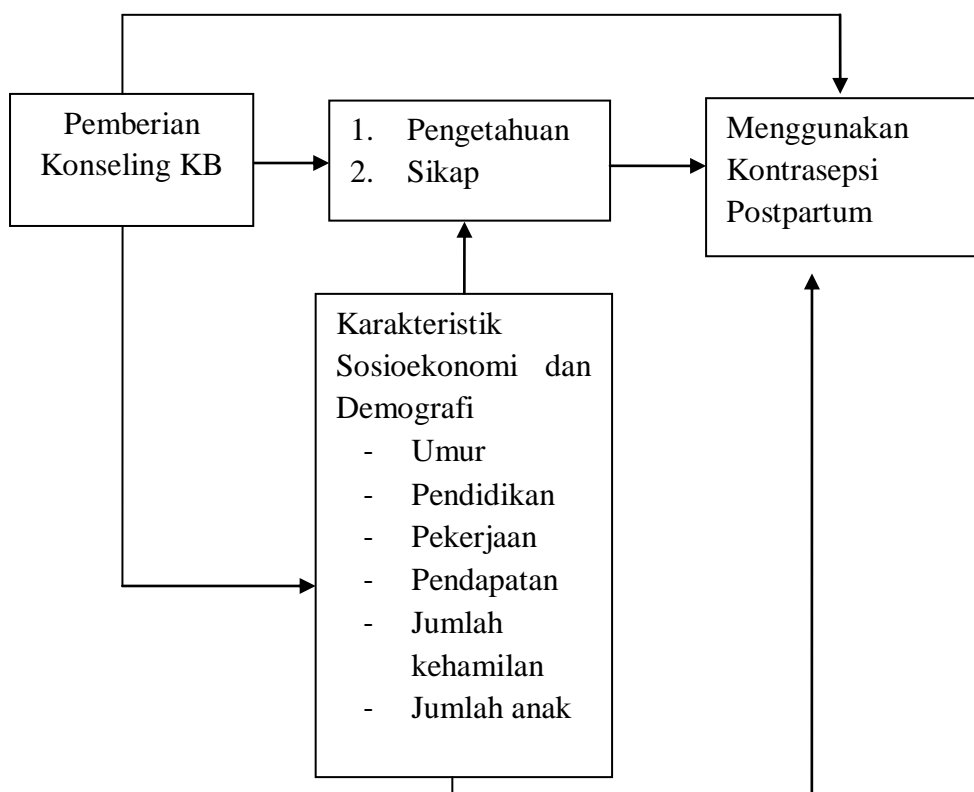 Pemberian
Konseling KB
1. Pengetahuan
2. Sikap
Menggunakan
Kontrasepsi
Postpartum
Karakteristik
Sosioekonomi dan
Demografi
- Umur
- Pendidikan
- Pekerjaan
- Pendapatan
- Jumlah
kehamilan
- Jumlah anak